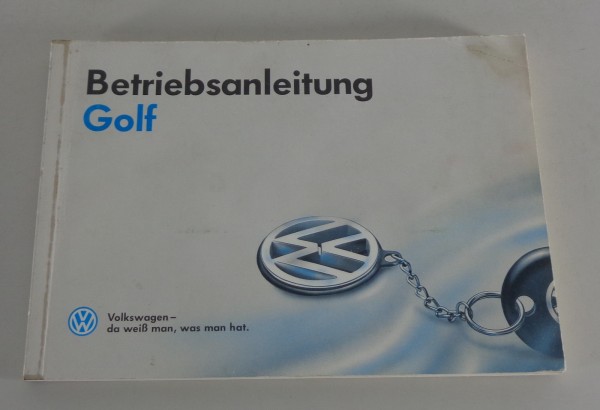 Betriebsanleitung
Golf
Volkswagen –
da weiß man, was man hat.